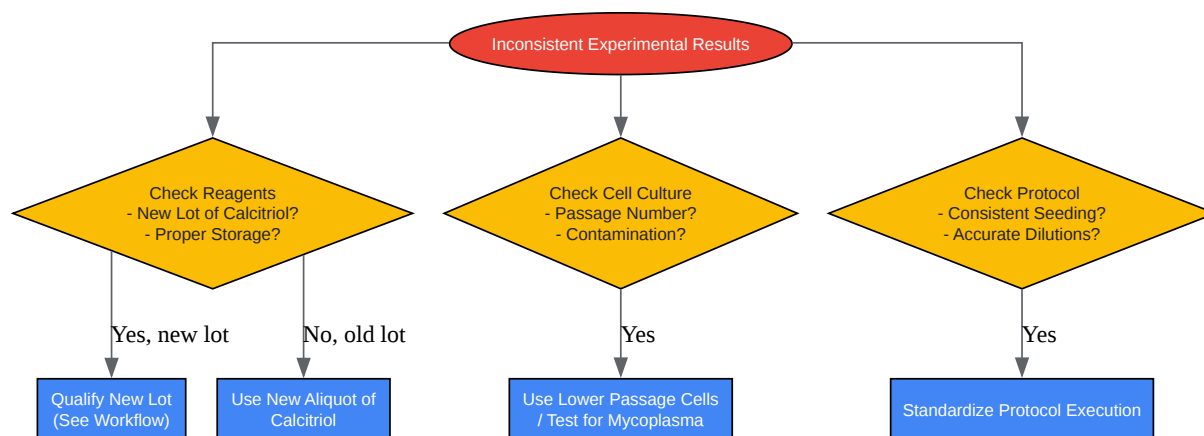 Inconsistent Experimental Results
Check Reagents
- New Lot of Calcitriol?
- Proper Storage?
Check Cell Culture
- Passage Number?
- Contamination?
Check Protocol
- Consistent Seeding?
- Accurate Dilutions?
Yes, new lot
No, old lot
Yes
Yes
Qualify New Lot
(See Workflow)
Use New Aliquot of
Calcitriol
Use Lower Passage Cells
/ Test for Mycoplasma
Standardize Protocol Execution